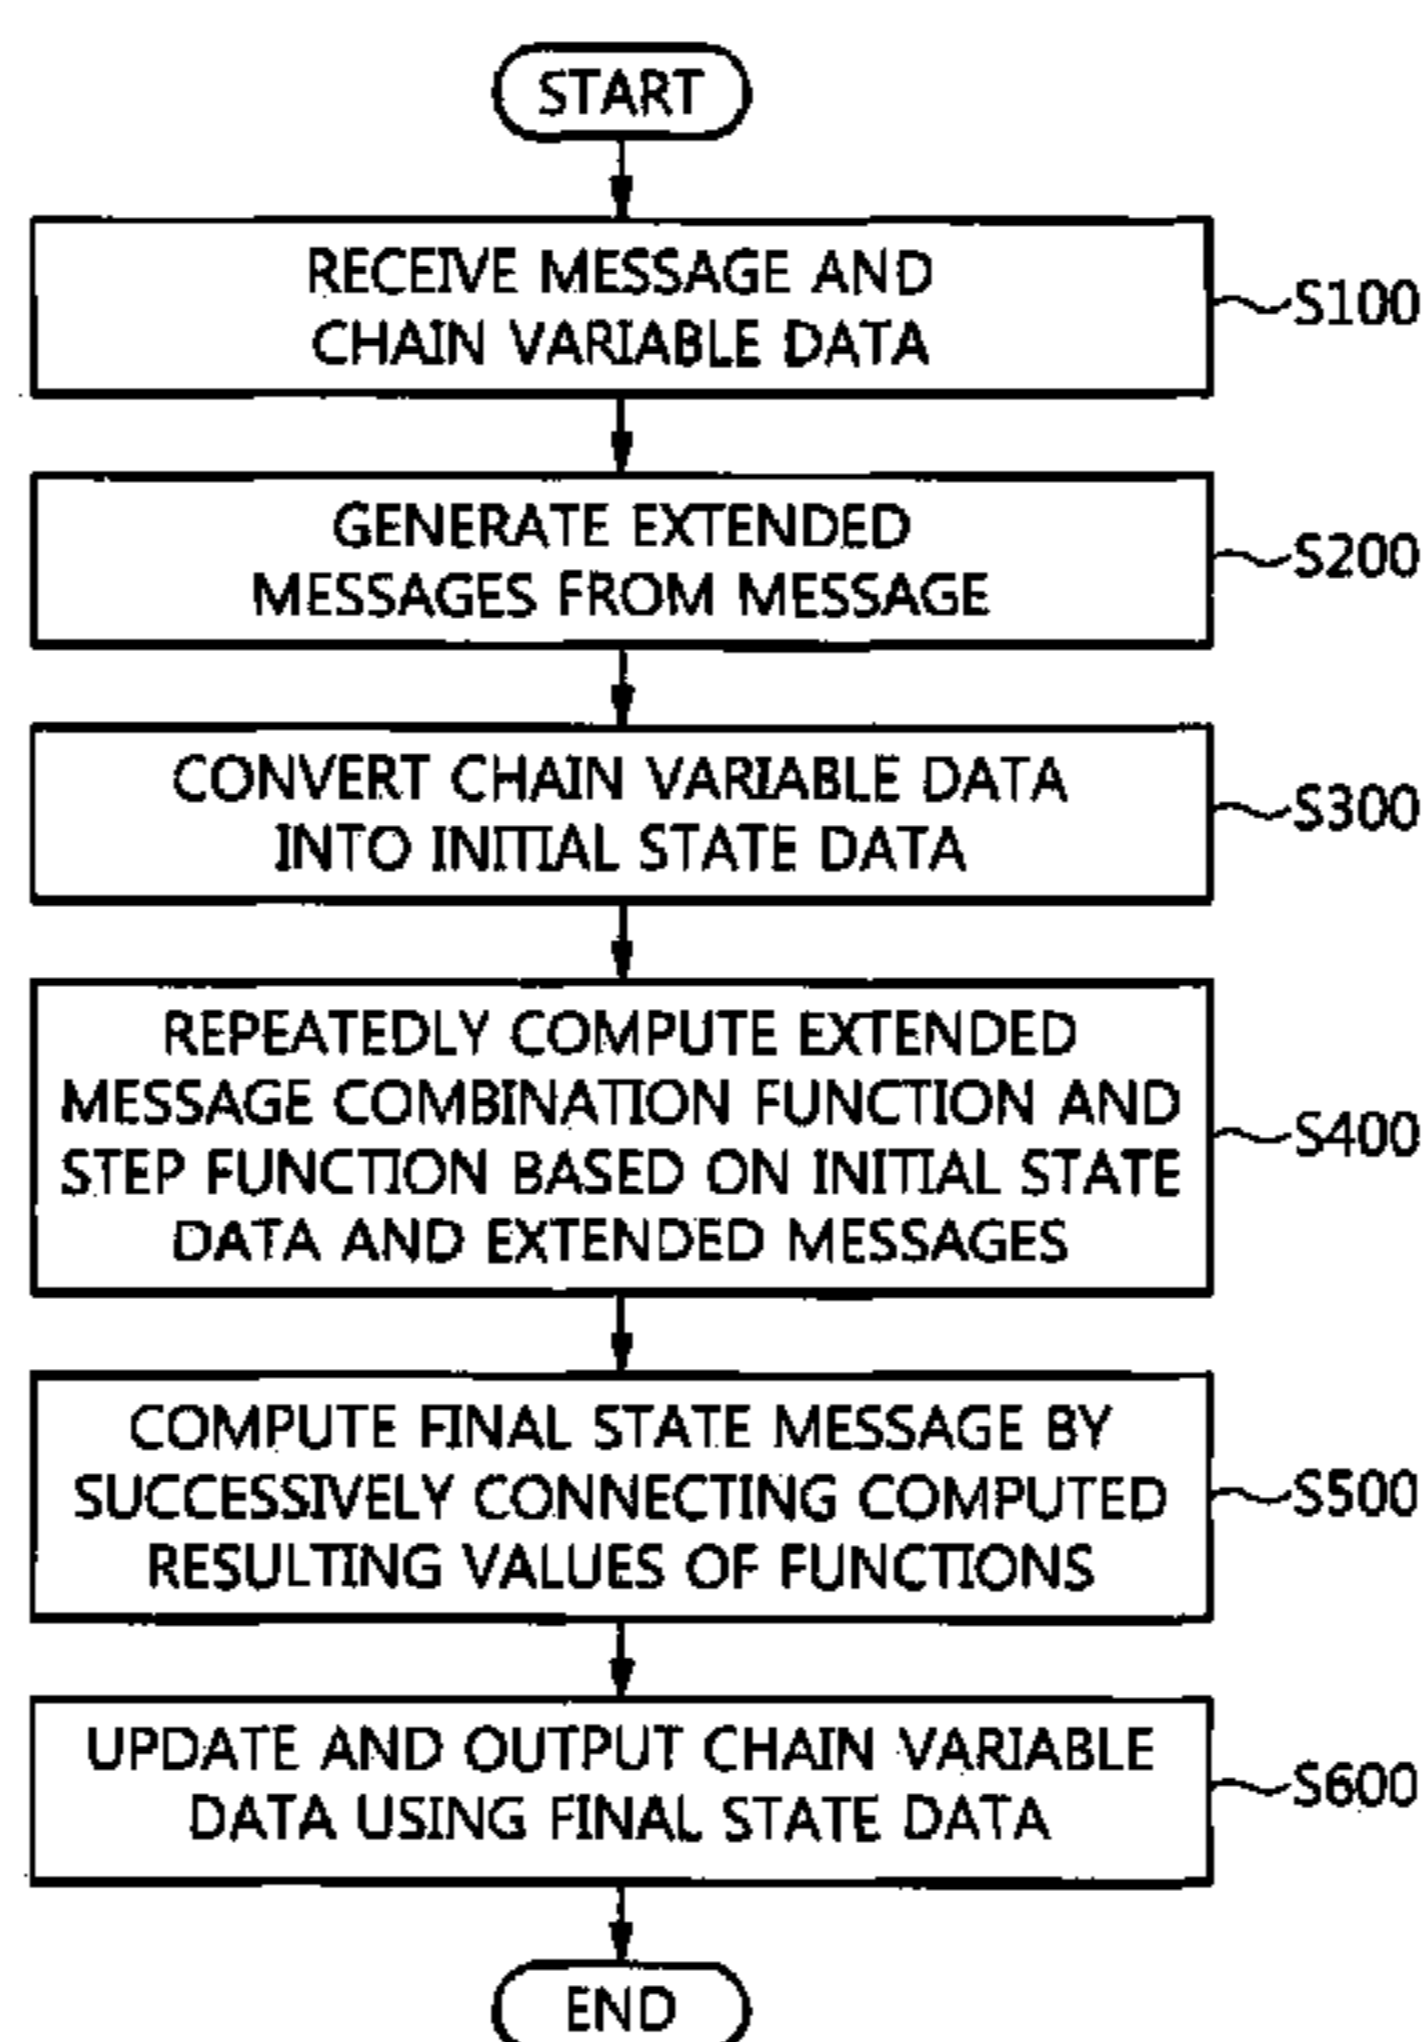 START
RECEIVE MESSAGE AND
CHAIN VARIABLE DATA
S100
GENERATE EXTENDED
MESSAGES FROM MESSAGE
S200
CONVERT CHAIN VARIABLE DATA
INTO INITIAL STATE DATA
S300
REPEATEDLY COMPUTE EXTENDED
MESSAGE COMBINATION FUNCTION AND
STEP FUNCTION BASED ON INITIAL STATE
DATA AND EXTENDED MESSAGES
S400
COMPUTE FINAL STATE MESSAGE BY
SUCCESSIVELY CONNECTING COMPUTED
RESULTING VALUES OF FUNCTIONS
S500
UPDATE AND OUTPUT CHAIN VARIABLE
DATA USING FINAL STATE DATA
S600
END